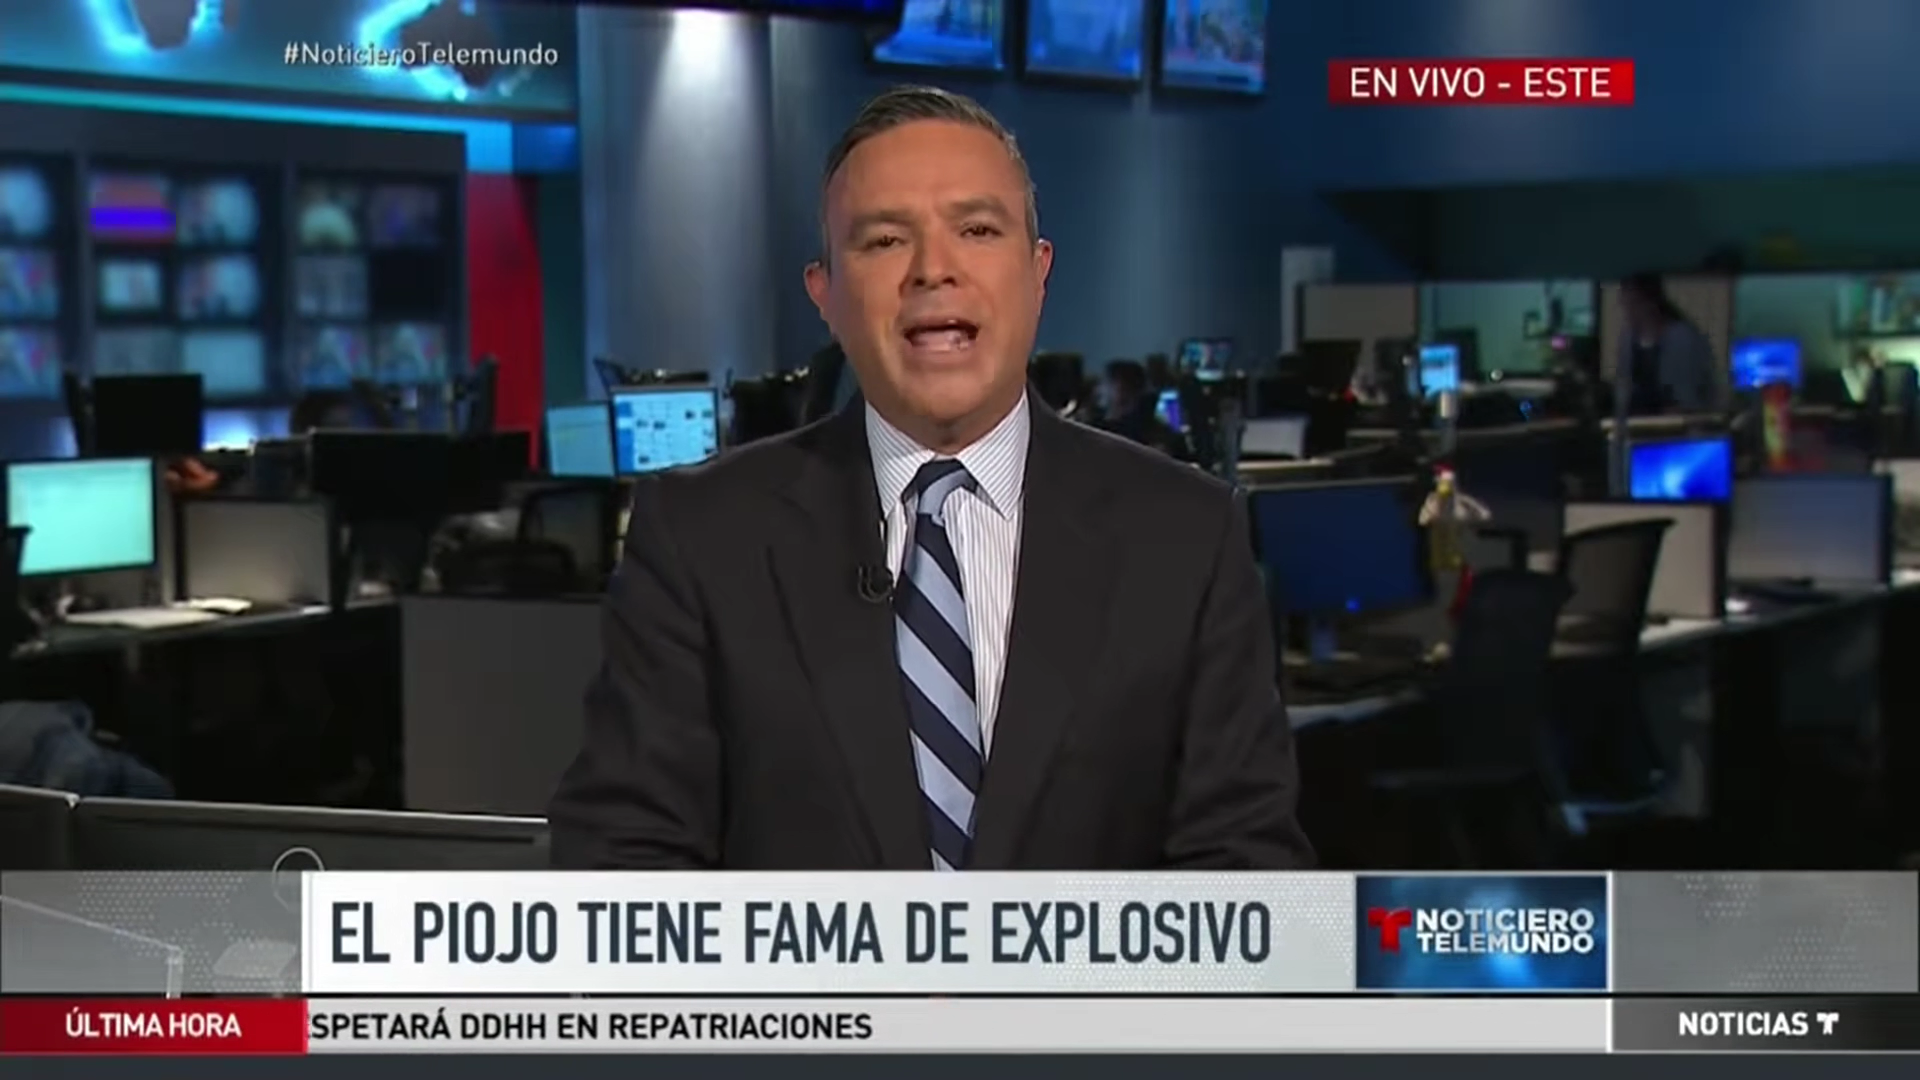 #NoticieroTelemundo
EN VIVO - ESTE
EL PIOJO TIENE FAMA DE EXPLOSIVO
NOTICIERO
TELEMUNDO
ÚLTIMA HORA
SPETARÁ DDHH EN REPATRIACIONES
NOTICIAS